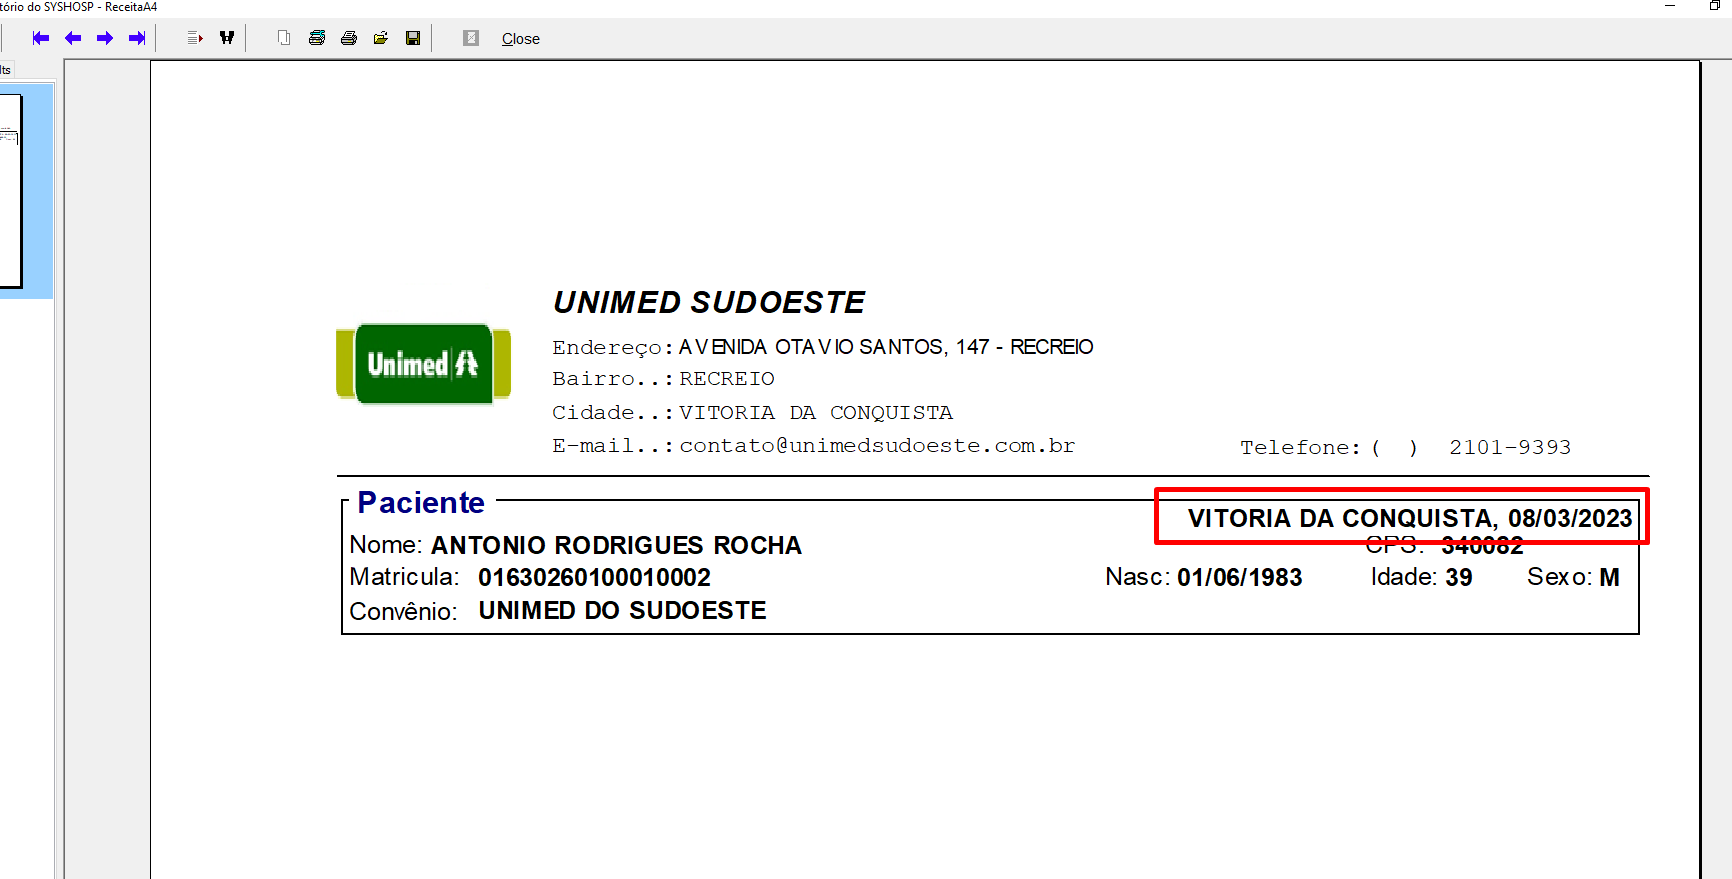 tório do SYSHOSP - ReceitaA4
Close
lts
UNIMED SUDOESTE
Unimed
Endereço: AVENIDA OTAVIO SANTOS, 147 - RECREIO
Bairro..: RECREIO
Cidade..: VITORIA DA CONQUISTA
E-mail..: contato@unimedsudoeste.com.br Telefone: ( ) 2101-9393
Paciente
VITORIA DA CONQUISTA, 08/03/2023
Nome: ANTONIO RODRIGUES ROCHA CPS: 340082
Matricula: 01630260100010002 Nasc: 01/06/1983 Idade: 39 Sexo: M
Convênio: UNIMED DO SUDOESTE